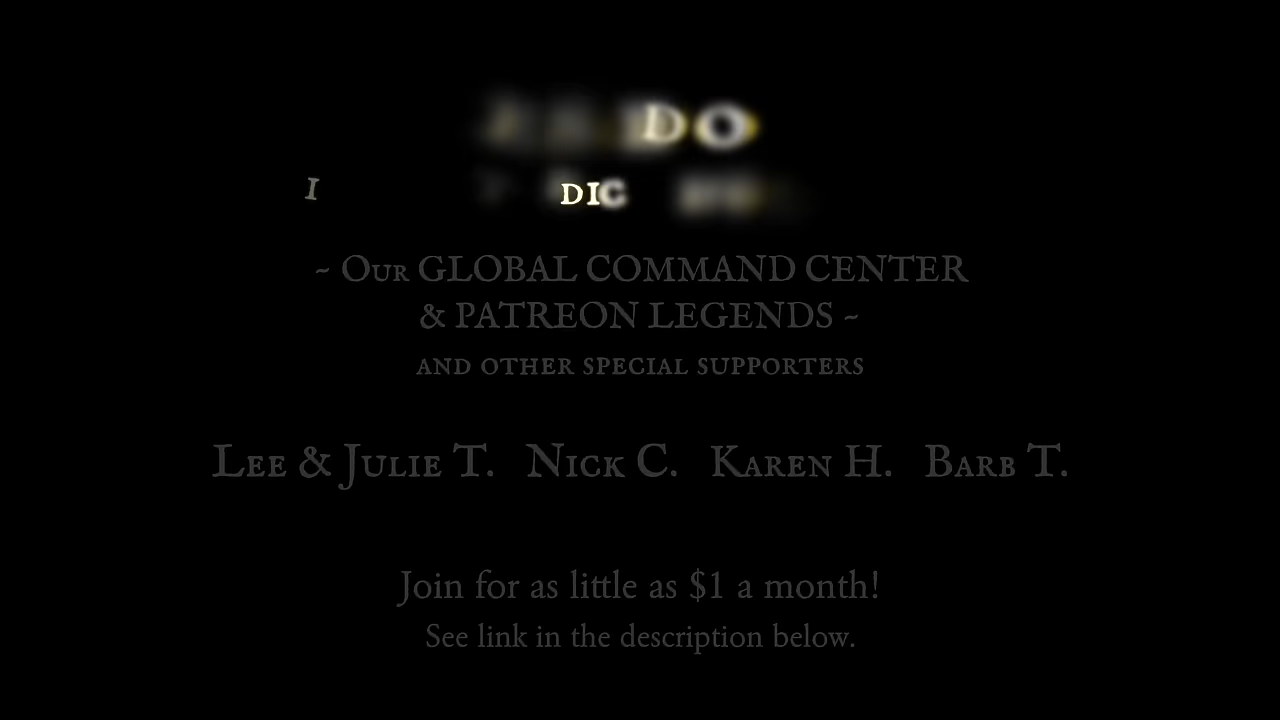 DO
I DIC
~ Our GLOBAL COMMAND CENTER
& PATREON LEGENDS ~
AND OTHER SPECIAL SUPPORTERS
Lee & Julie T. Nick C. Karen H. Barb T.
Join for as little as $1 a month!
See link in the description below.